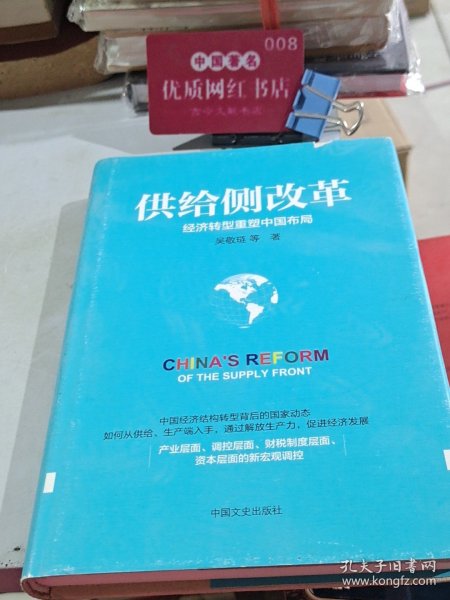 008
中国著名
优质网红书店
古今文献书店
供给侧改革
经济转型重塑中国布局
吴敬琏 等 著
CHINA'S REFORM
OF THE SUPPLY FRONT
中国经济结构转型背后的国家动态
如何从供给、生产端入手，通过解放生产力，促进经济发展
产业层面、调控层面、财税制度层面、
资本层面的新宏观调控
中国文史出版社
孔夫子旧书网
www.kongfz.com